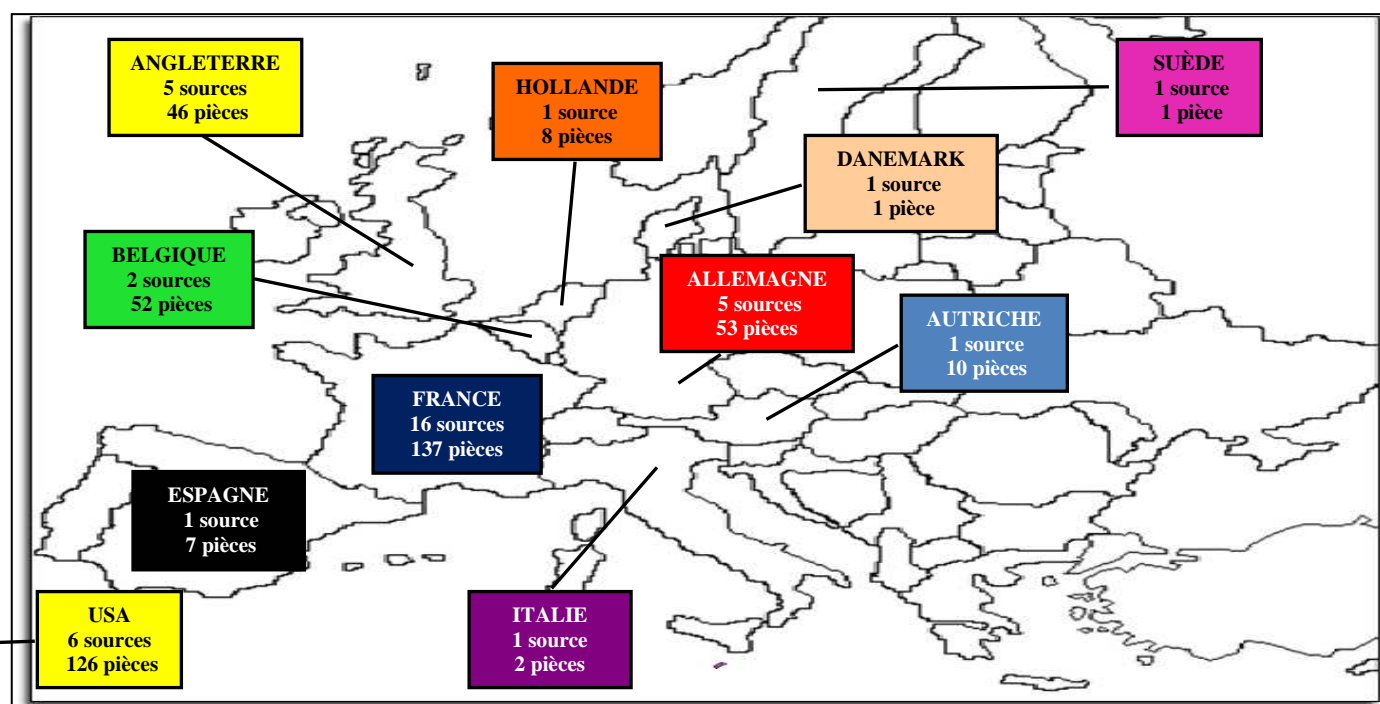 ANGLETERRE
5 sources
46 pièces
HOLLANDE
1 source
8 pièces
SUÈDE
1 source
1 pièce
DANEMARK
1 source
1 pièce
BELGIQUE
2 sources
52 pièces
ALLEMAGNE
5 sources
53 pièces
AUTRICHE
1 source
10 pièces
FRANCE
16 sources
137 pièces
ESPAGNE
1 source
7 pièces
USA
6 sources
126 pièces
ITALIE
1 source
2 pièces